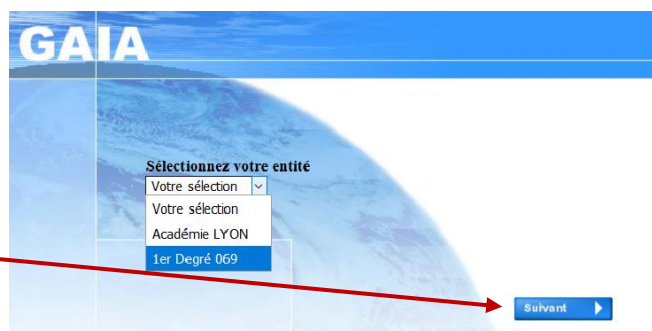 GAIA
Sélectionnez votre entité
Votre sélection
Votre sélection
Académie LYON
1er Degré 069
Suivant